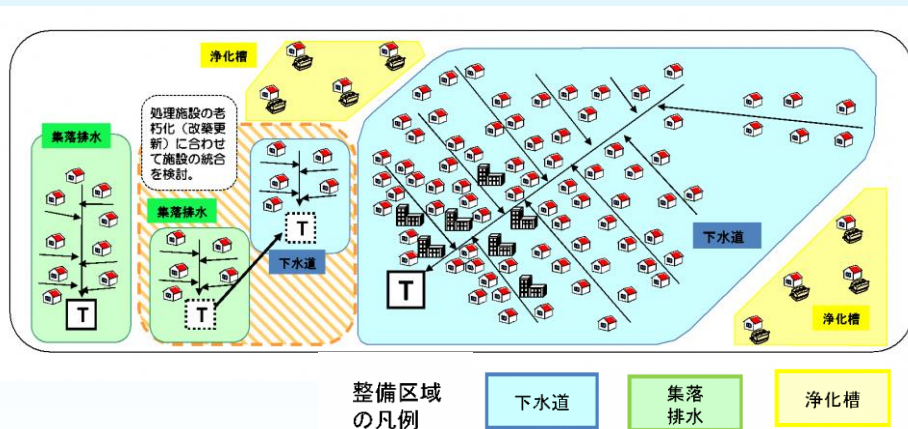 浄化槽
処理施設の老
朽化（改築更
新）に合わせ
て施設の統合
を検討。
集落排水
集落排水
T
下水道
T
T
下水道
T
浄化槽
整備区域
の凡例
下水道
集落
排水
浄化槽